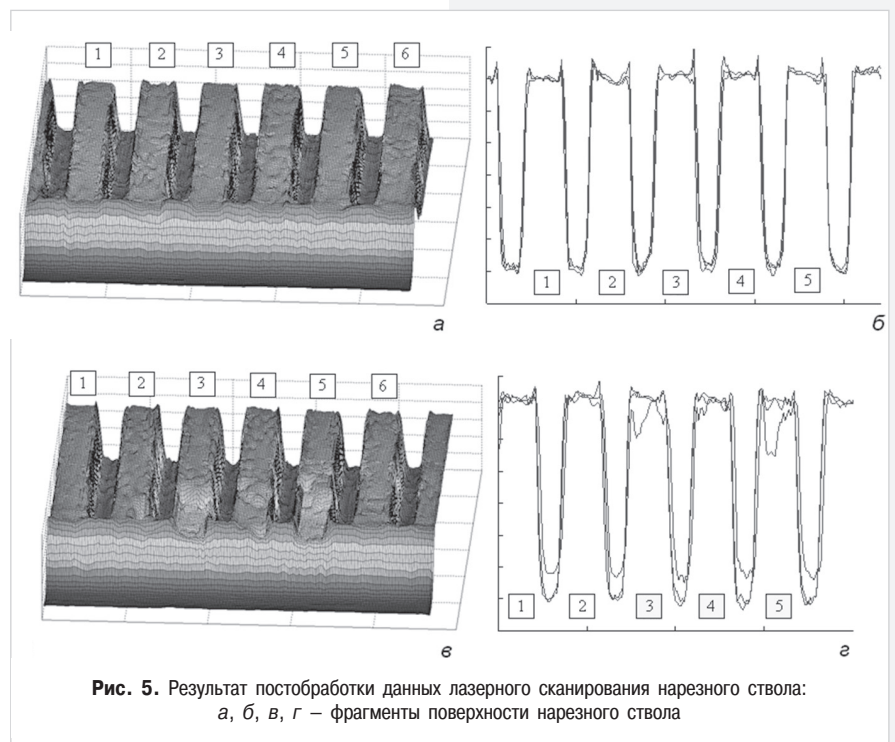 1 2 3 4 5 6
а
1 2 3 4 5
б
1 2 3 4 5 6
в
1 2 3 4 5
г
Рис. 5. Результат постобработки данных лазерного сканирования нарезного ствола:
а, б, в, г – фрагменты поверхности нарезного ствола